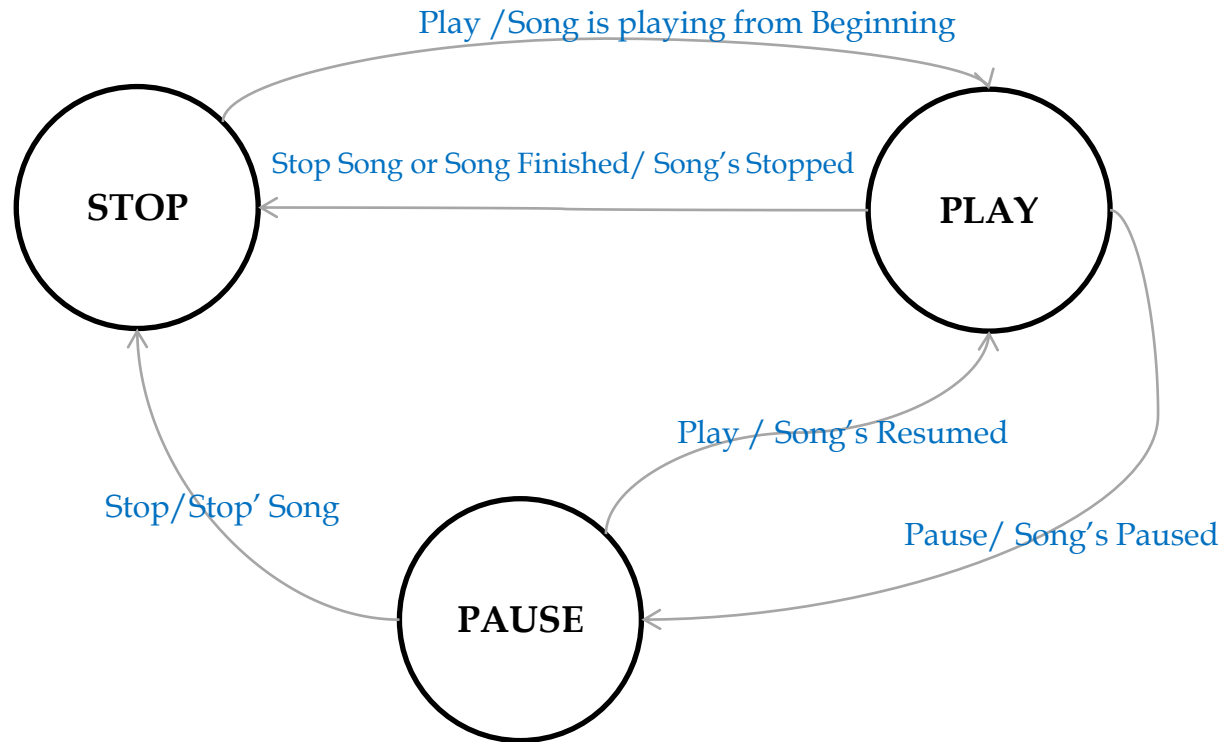 Play /Song is playing from Beginning
Stop Song or Song Finished/ Song’s Stopped
STOP
PLAY
Play / Song’s Resumed
Stop/Stop’ Song
Pause/ Song’s Paused
PAUSE